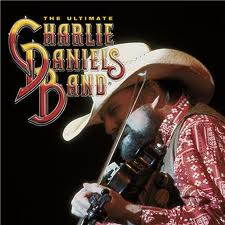 THE ULTIMATE
CHARLIE
DANIELS
BAND